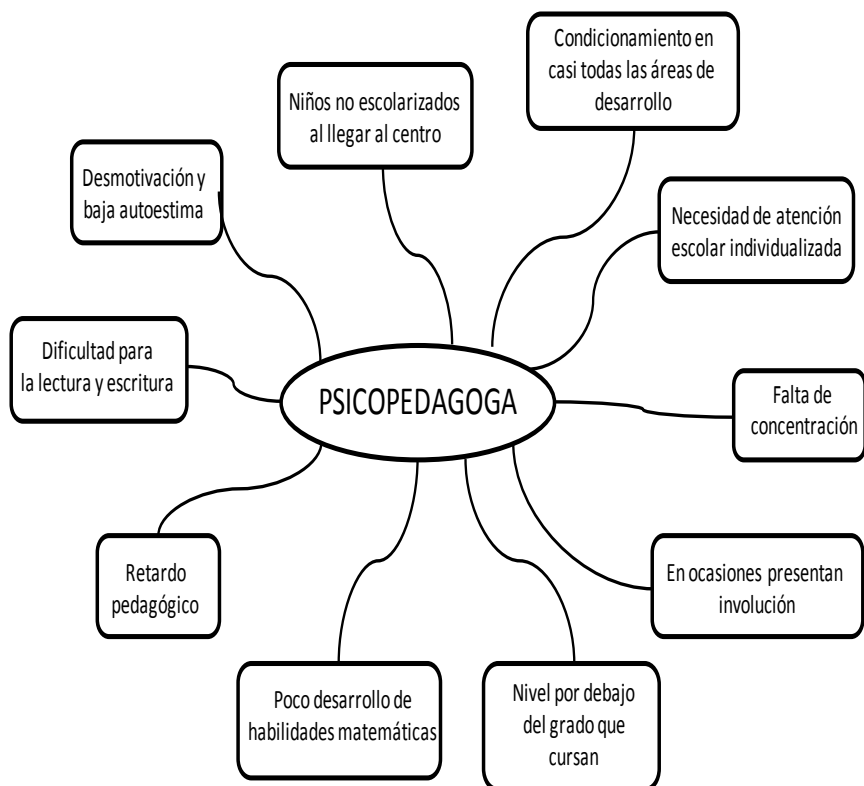 Condicionamiento en
casi todas las áreas de
desarrollo
Niños no escolarizados
al llegar al centro
Desmotivación y
baja autoestima
Necesidad de atención
escolar individualizada
Dificultad para
la lectura y escritura
PSICOPEDAGOGA
Falta de
concentración
Retardo
pedagógico
En ocasiones presentan
involución
Poco desarrollo de
habilidades matemáticas
Nivel por debajo
del grado que
cursan